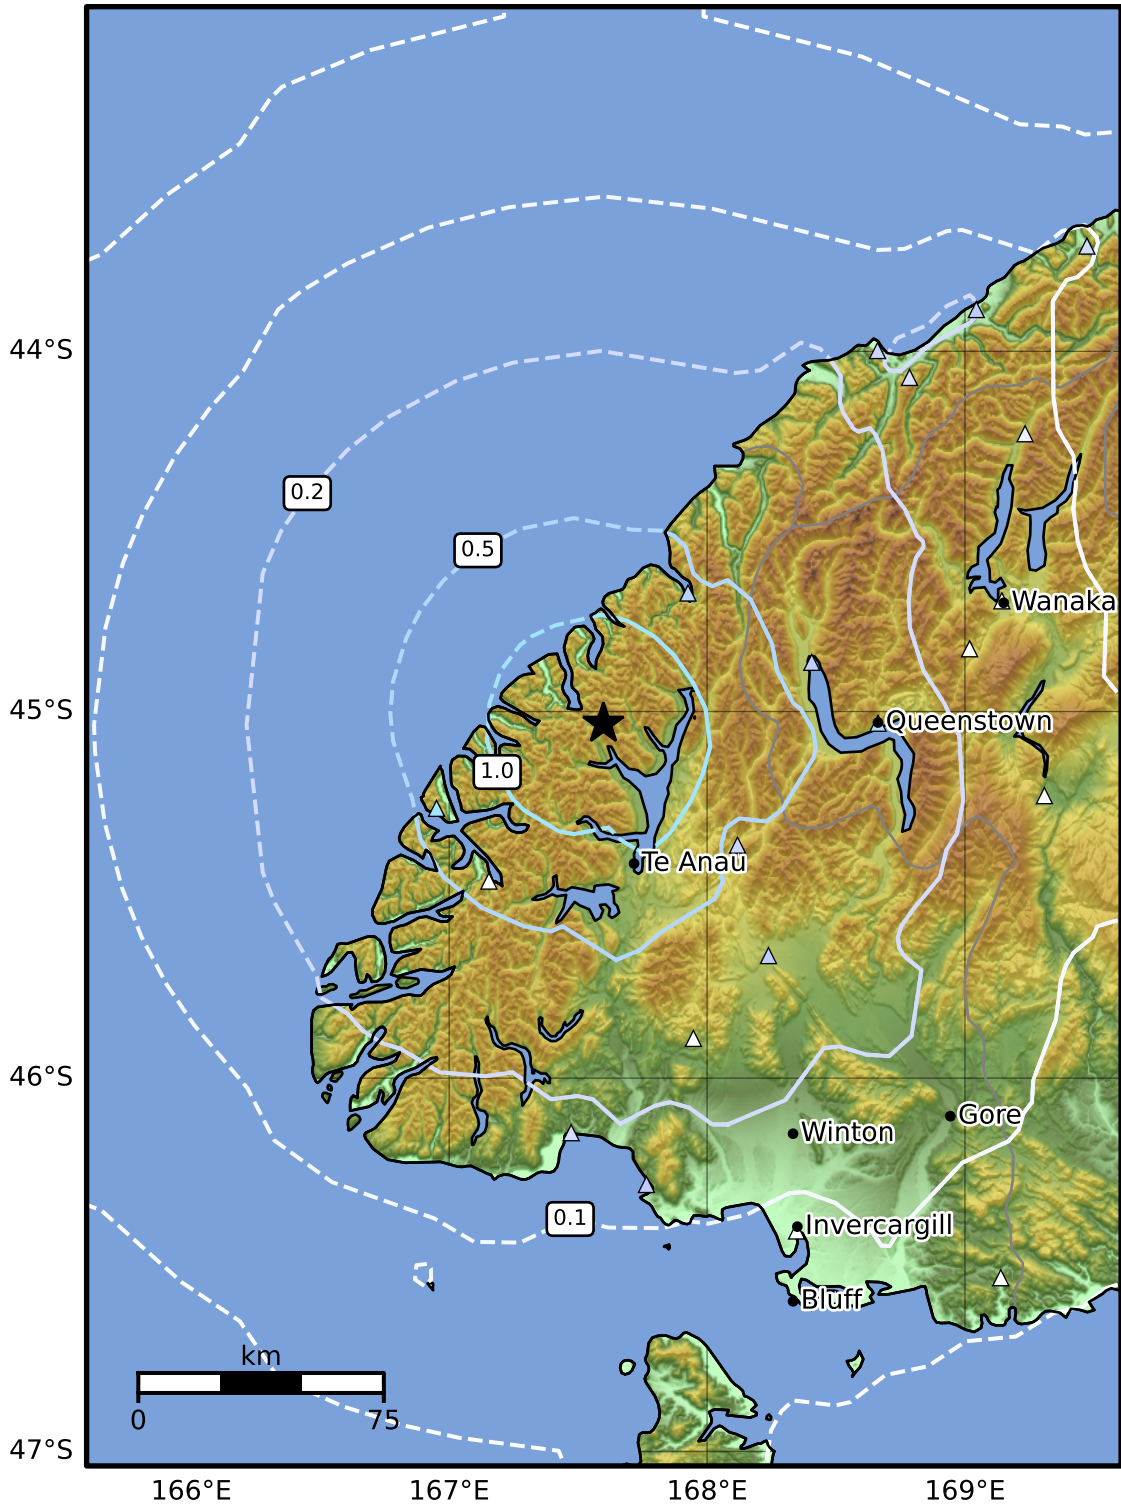 44°S
0.2
0.5
Wanaka
45°S
Queenstown
1.0
Te Anau
46°S
Gore
Winton
0.1
Invercargill
Bluff
km
0 75
47°S
166°E 167°E 168°E 169°E